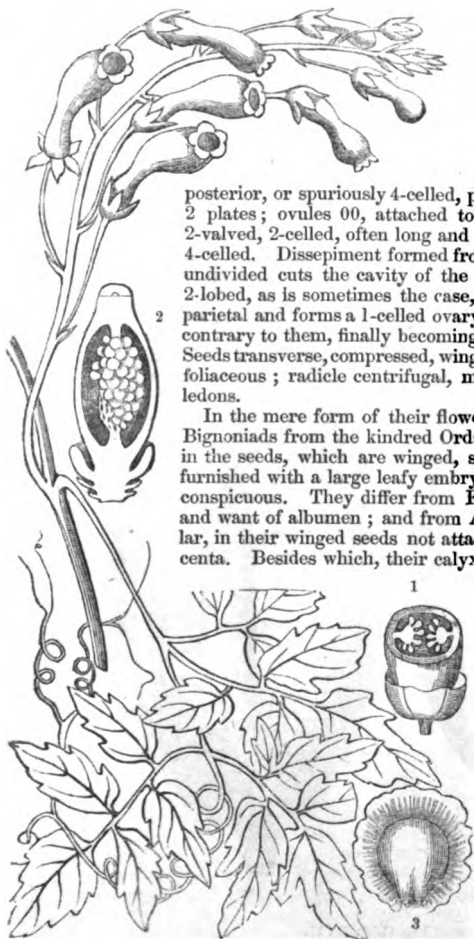 posterior, or spuriously 4-celled, p
2 plates; ovules 00, attached to
2-valved, 2-celled, often long and
4-celled. Dissepiment formed fro
undivided cuts the cavity of the
2-lobed, as is sometimes the case,
parietal and forms a 1-celled ovary
contrary to them, finally becoming
Seeds transverse, compressed, wing
foliaceous; radicle centrifugal, m
ledons.
In the mere form of their flowe
Bignoniads from the kindred Ord
in the seeds, which are winged, s
furnished with a large leafy embry
conspicuous. They differ from
and want of albumen; and from
lar, in their winged seeds not atta
centa. Besides which, their calyx
2
1
3